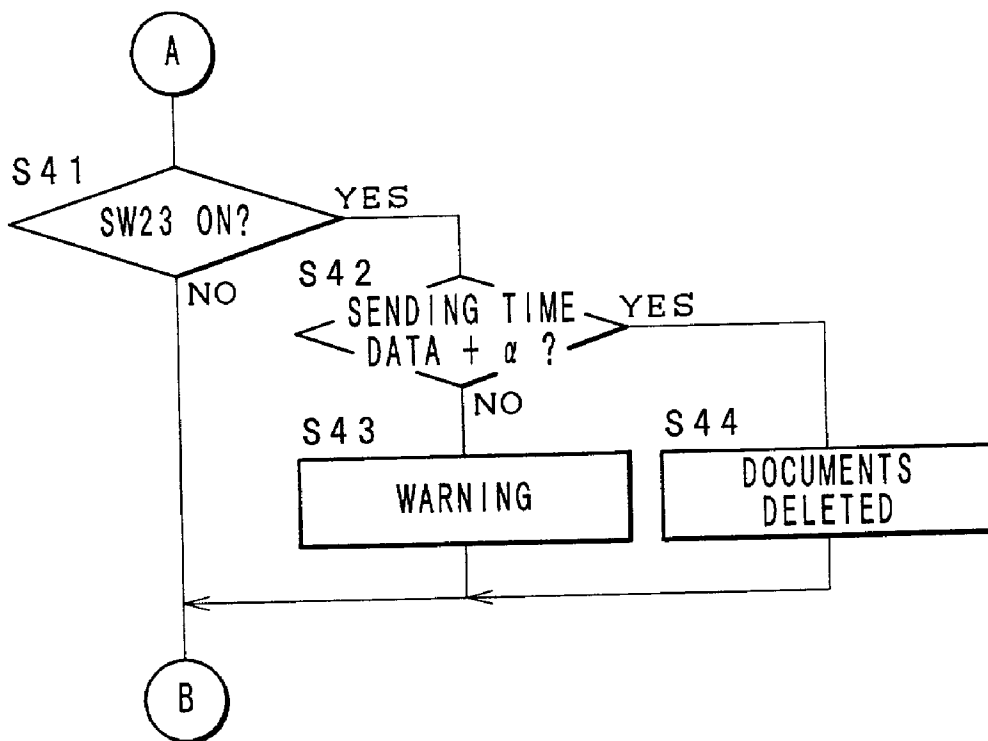 A
S41
SW23 ON?
YES
NO
S42
SENDING TIME
DATA + α ?
YES
NO
S43
WARNING
S44
DOCUMENTS
DELETED
B